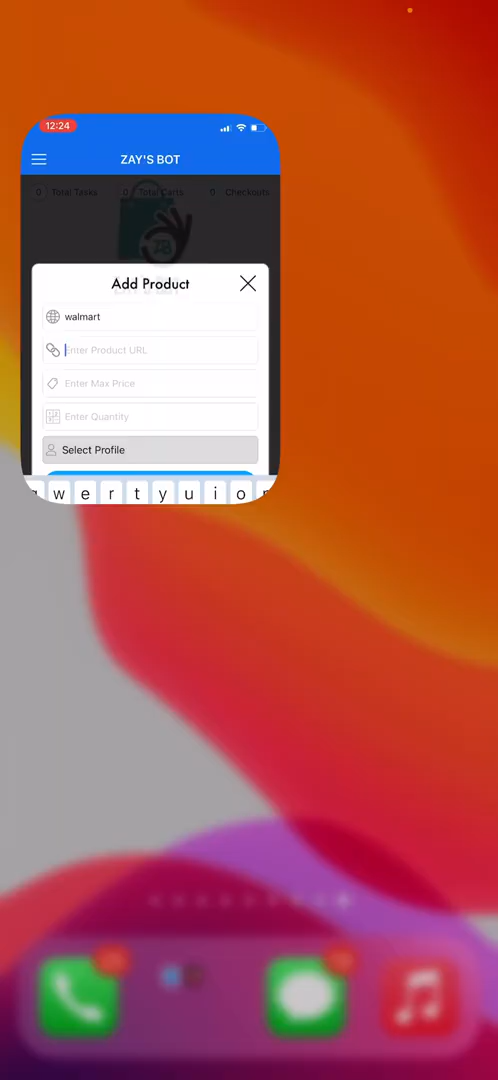 12:24
ZAY'S BOT
0 Total Tasks 0 Total Carts 0 Checkouts
Add Product
walmart
Enter Product URL
Enter Max Price
Enter Quantity
Select Profile
w e r t y u i o